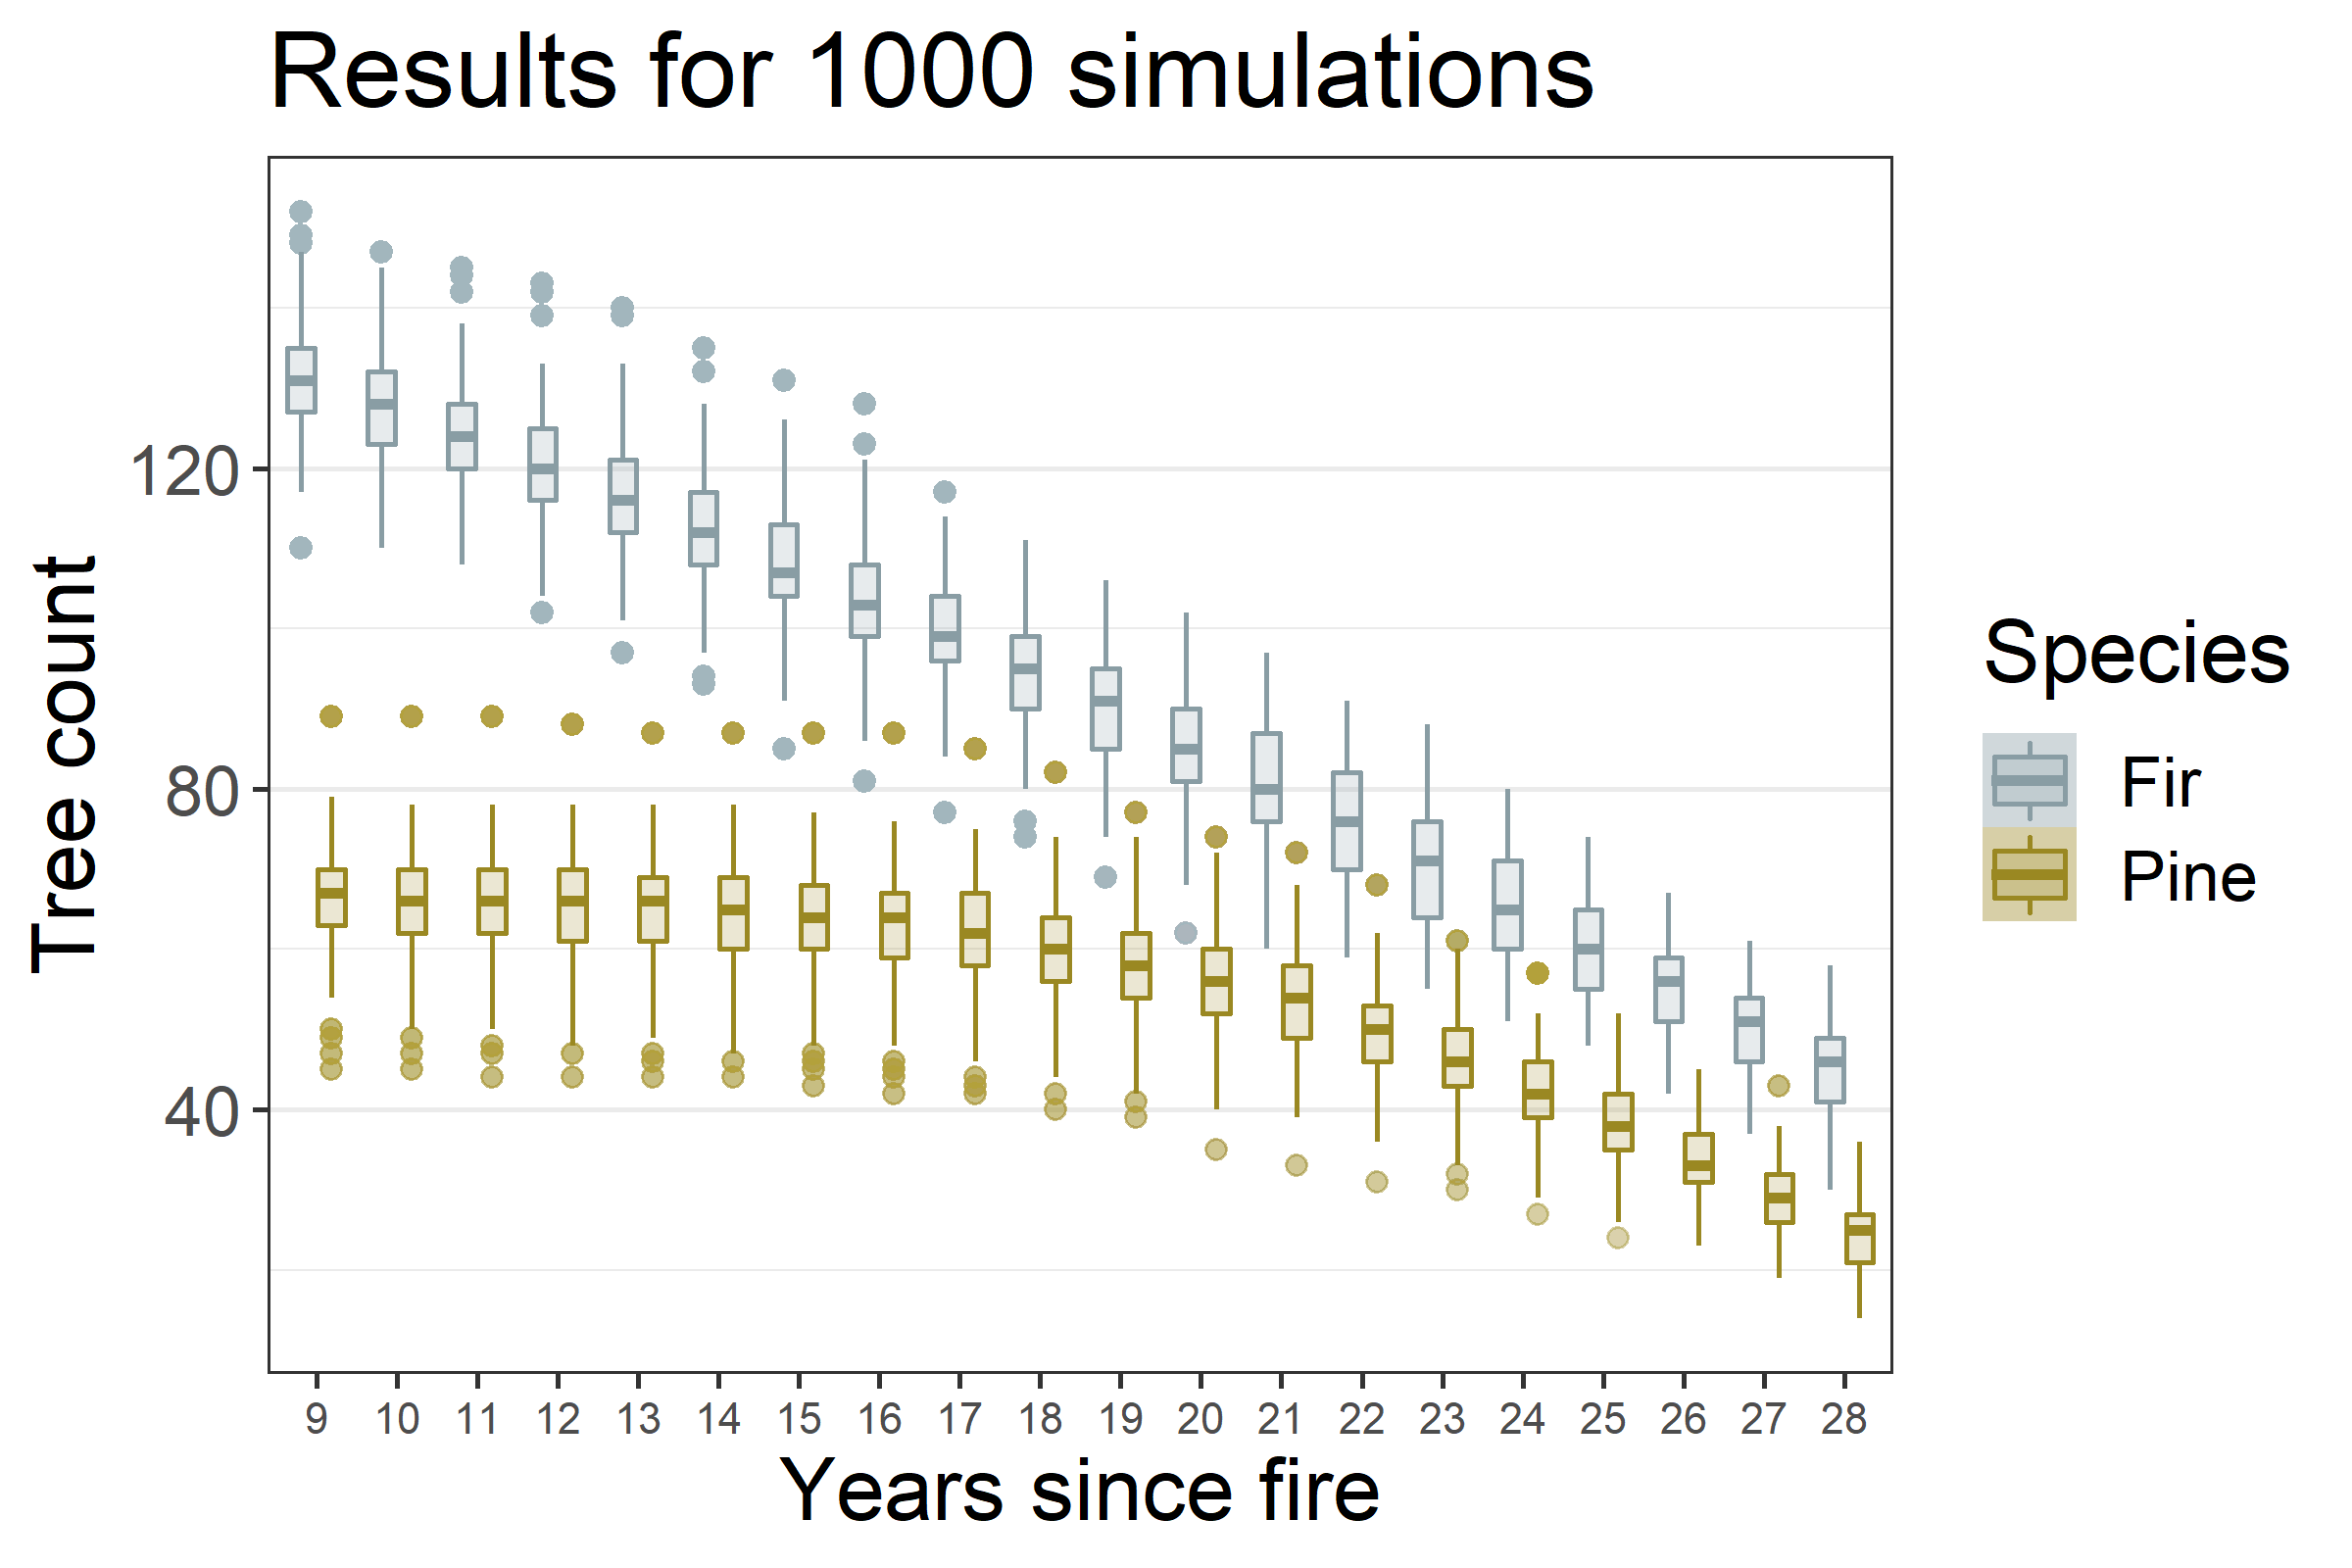 Results for 1000 simulations
120
80
40
Tree count
9 10 11 12 13 14 15 16 17 18 19 20 21 22 23 24 25 26 27 28
Years since fire
Species
Fir
Pine